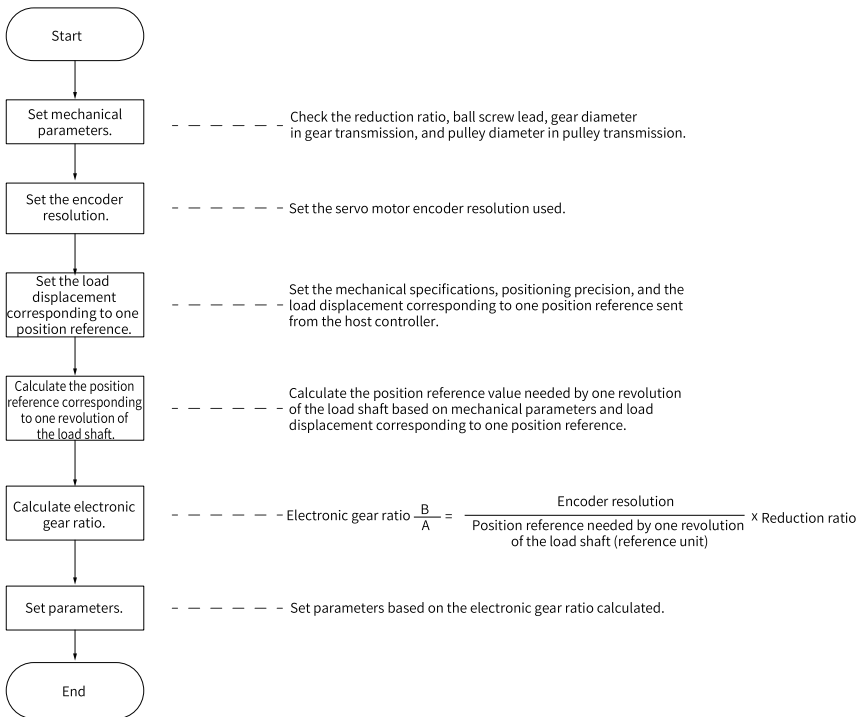 Start
Set mechanical
parameters.
Check the reduction ratio, ball screw lead, gear diameter
in gear transmission, and pulley diameter in pulley transmission.
Set the encoder
resolution.
Set the servo motor encoder resolution used.
Set the load
displacement
corresponding to one
position reference.
Set the mechanical specifications, positioning precision, and the
load displacement corresponding to one position reference sent
from the host controller.
Calculate the position
reference corresponding
to one revolution of
the load shaft.
Calculate the position reference value needed by one revolution
of the load shaft based on mechanical parameters and load
displacement corresponding to one position reference.
Calculate electronic
gear ratio.
Electronic gear ratio B/A =
Encoder resolution
Position reference needed by one revolution
of the load shaft (reference unit)
x Reduction ratio
Set parameters.
Set parameters based on the electronic gear ratio calculated.
End